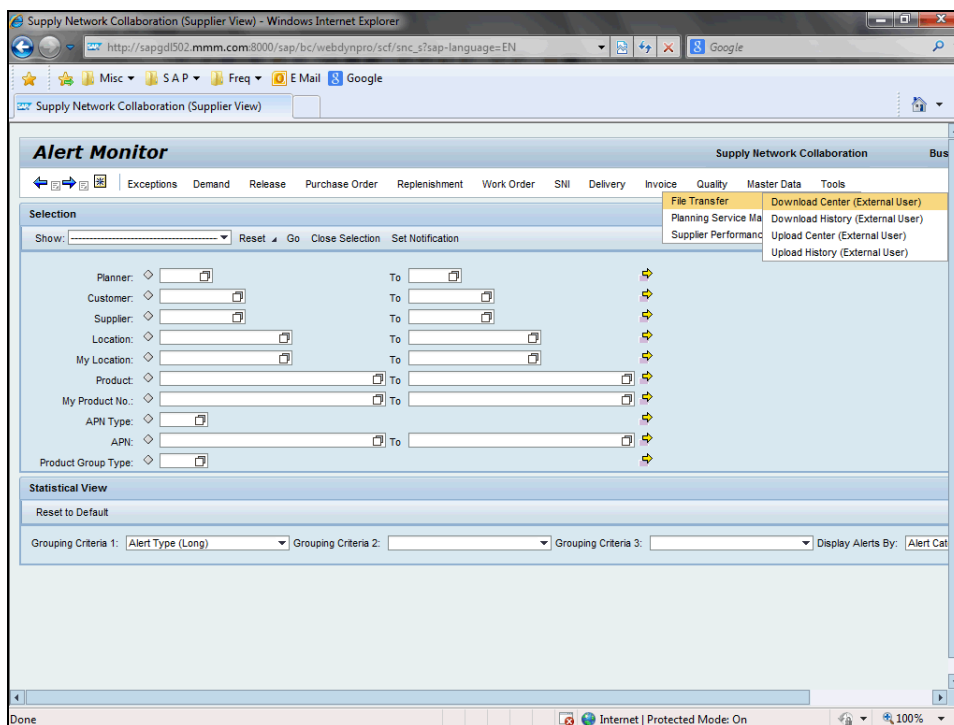 Supply Network Collaboration (Supplier View) - Windows Internet Explorer
http://sapgdl502.mmm.com:8000/sap/bc/webdynpro/scf/snc_s?sap-language=EN
Google
Misc S A P Freq E Mail Google
Supply Network Collaboration (Supplier View)
Alert Monitor
Supply Network Collaboration Bus
Exceptions Demand Release Purchase Order Replenishment Work Order SNI Delivery Invoice Quality Master Data Tools
File Transfer
Planning Service Ma
Supplier Performanc
Download Center (External User)
Download History (External User)
Upload Center (External User)
Upload History (External User)
Selection
Show: Reset Go Close Selection Set Notification
Planner: To
Customer: To
Supplier: To
Location: To
My Location: To
Product: To
My Product No.: To
APN Type:
APN: To
Product Group Type:
Statistical View
Reset to Default
Grouping Criteria 1: Alert Type (Long) Grouping Criteria 2: Grouping Criteria 3: Display Alerts By: Alert Cat
Done Internet | Protected Mode: On 100%